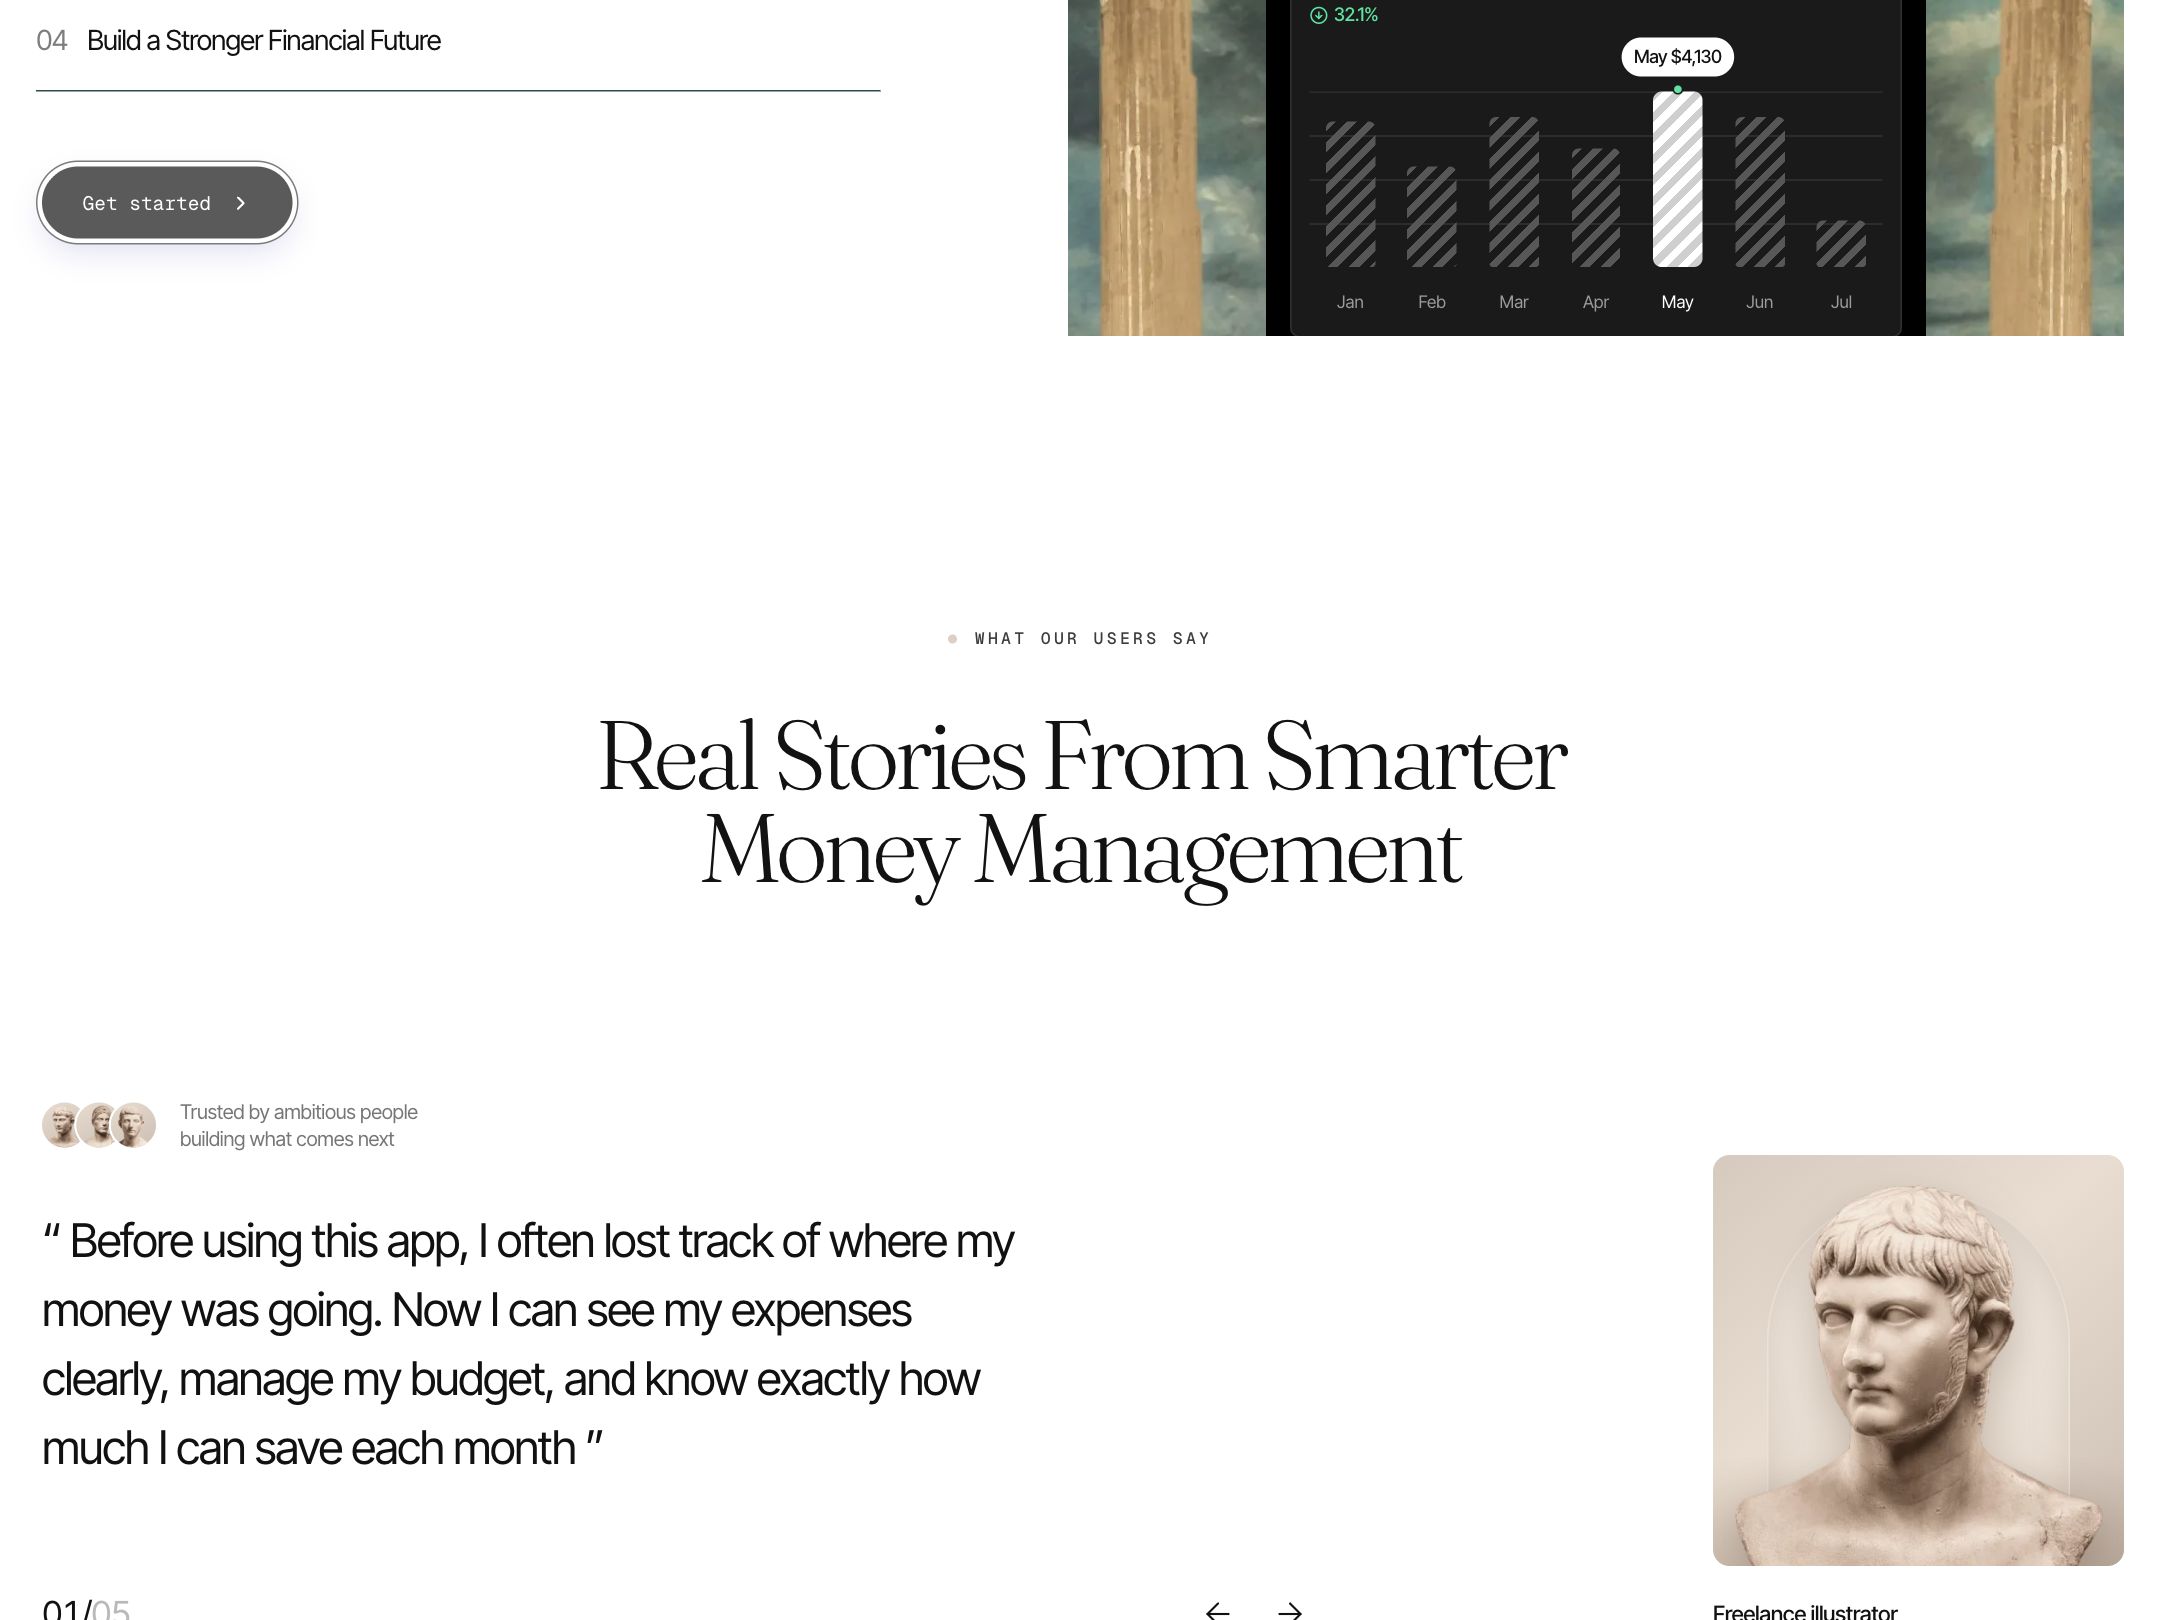 04 Build a Stronger Financial Future
Get started
32.1%
May $4,130
Jan Feb Mar Apr May Jun Jul
WHAT OUR USERS SAY
Real Stories From Smarter
Money Management
Trusted by ambitious people
building what comes next
“ Before using this app, I often lost track of where my
money was going. Now I can see my expenses
clearly, manage my budget, and know exactly how
much I can save each month ”
01/05
Freelance illustrator